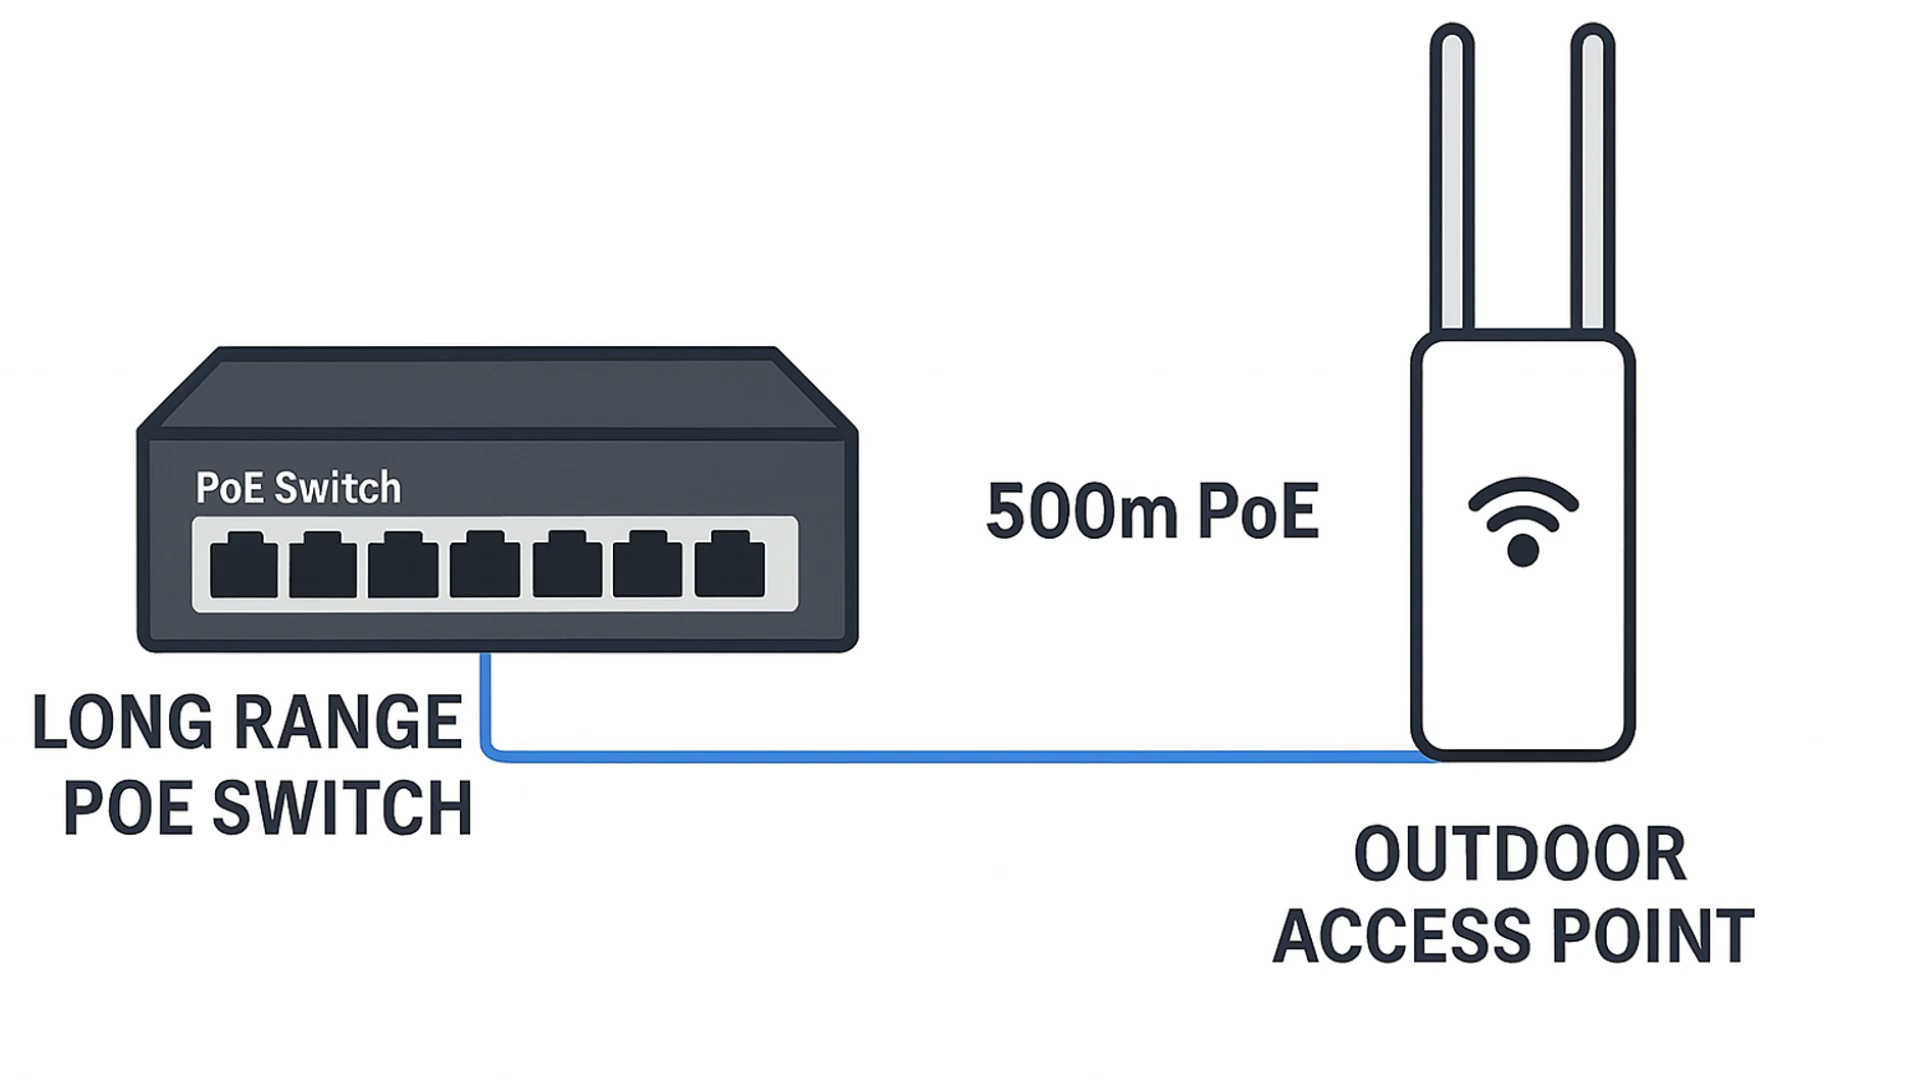 PoE Switch
500m PoE
LONG RANGE
POE SWITCH
OUTDOOR
ACCESS POINT